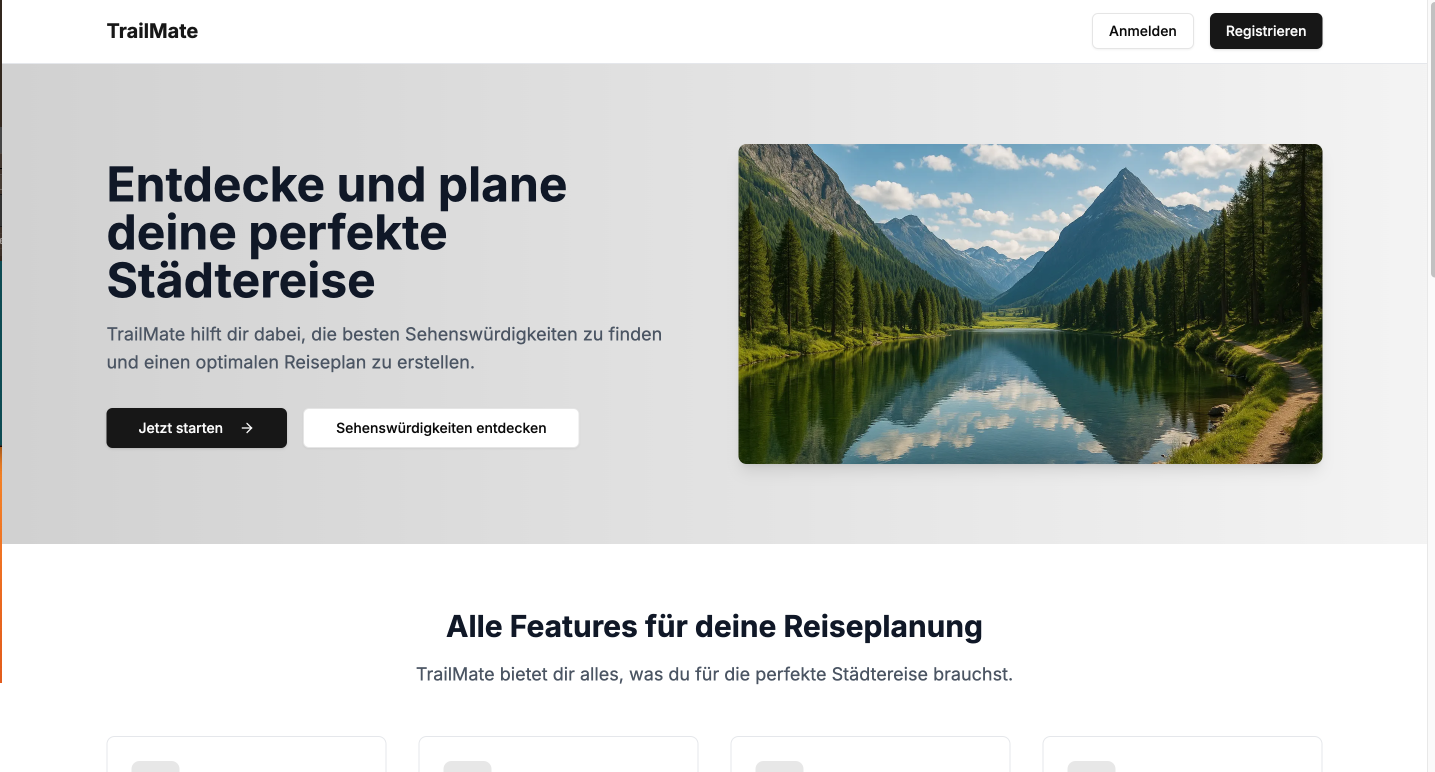 TrailMate
Anmelden
Registrieren
Entdecke und plane
deine perfekte
Städtereise
TrailMate hilft dir dabei, die besten Sehenswürdigkeiten zu finden
und einen optimalen Reiseplan zu erstellen.
Jetzt starten →
Sehenswürdigkeiten entdecken
Alle Features für deine Reiseplanung
TrailMate bietet dir alles, was du für die perfekte Städtereise brauchst.